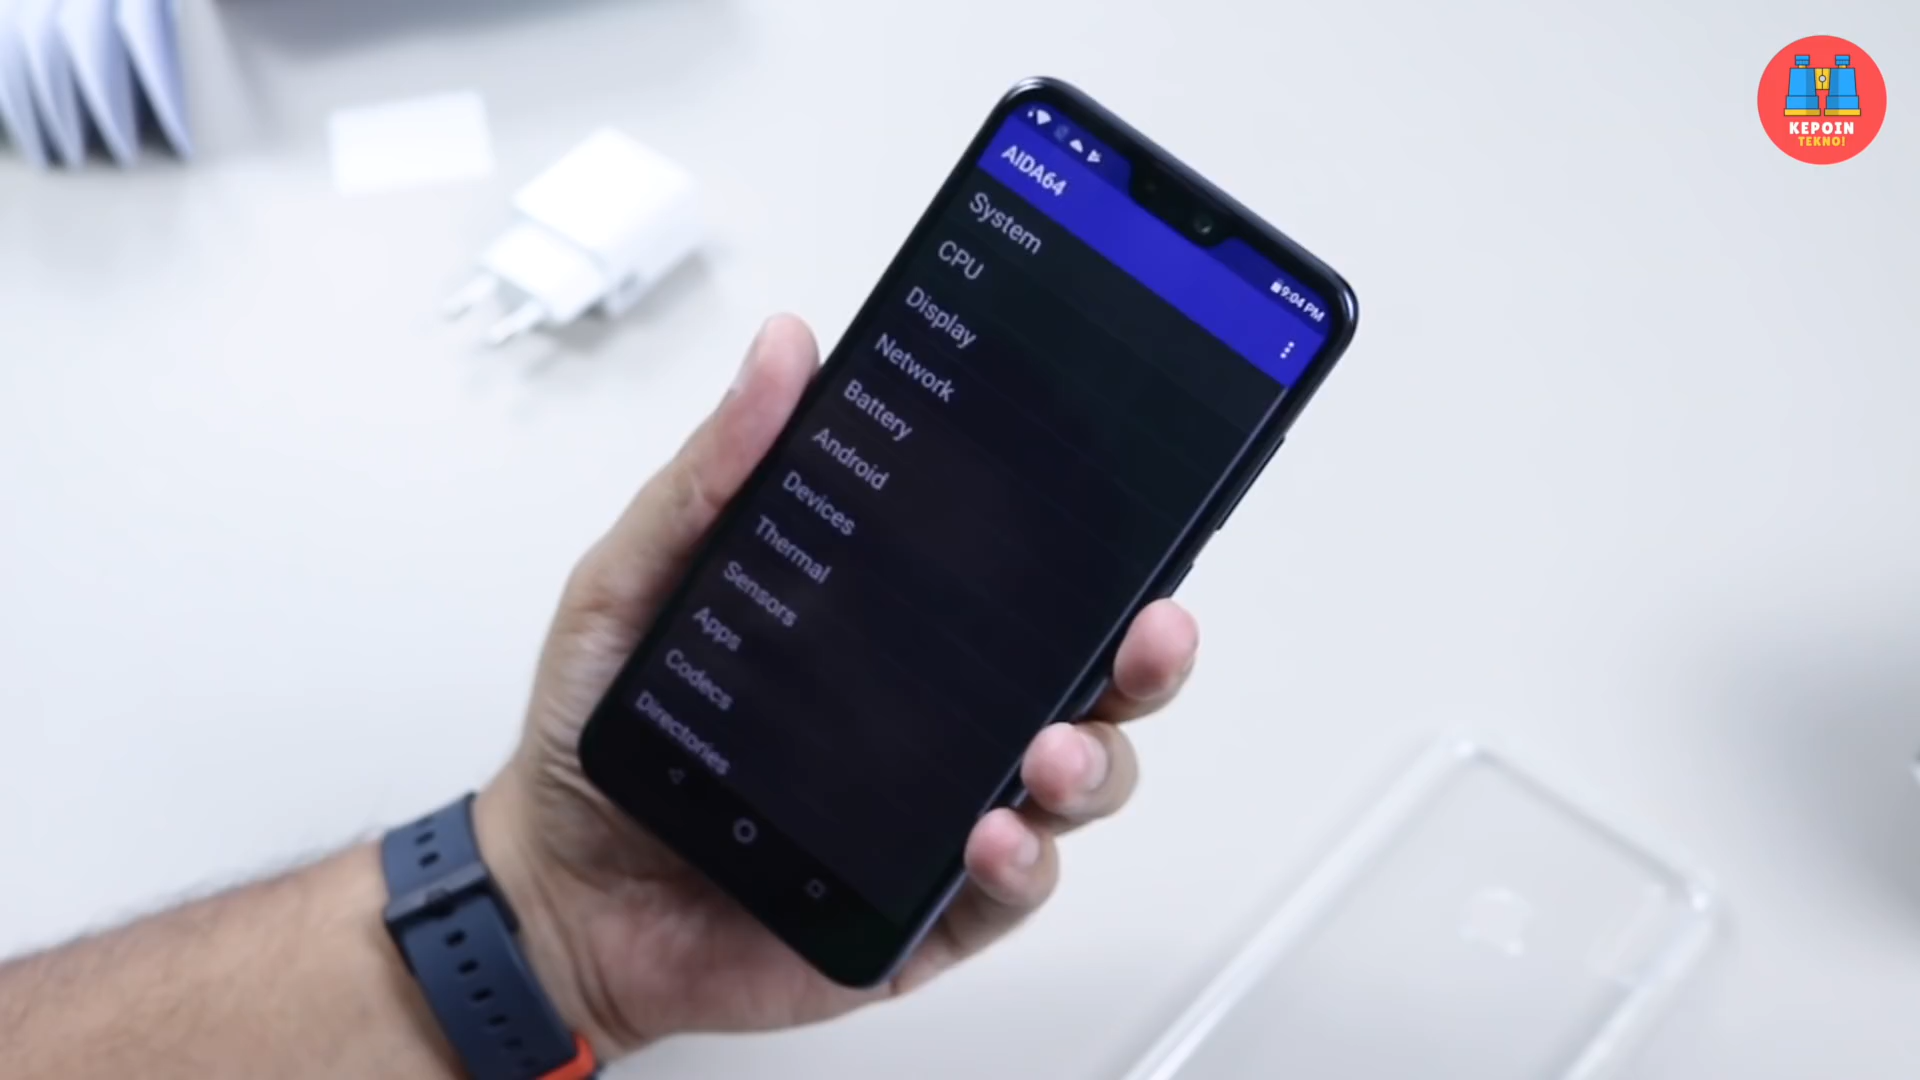 9:04 PM
AIDA64
System
CPU
Display
Network
Battery
Android
Devices
Thermal
Sensors
Apps
Codecs
Directories
KEPOIN
TEKNO!